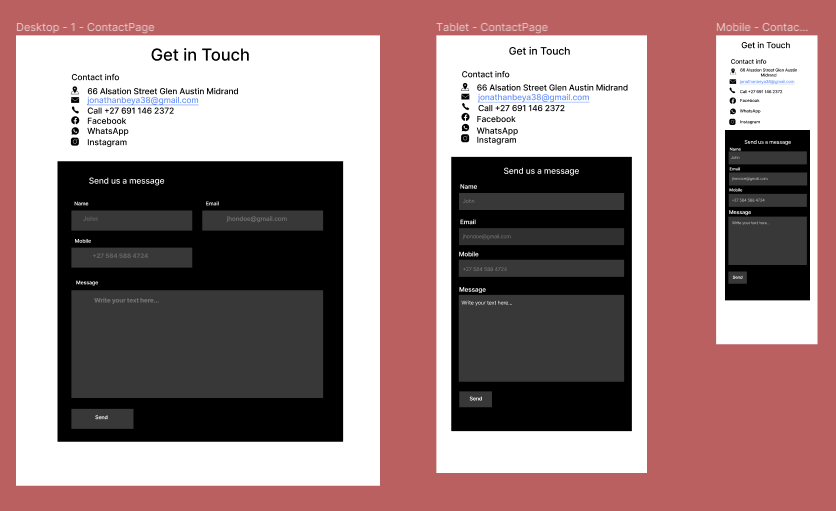 Desktop - 1 - ContactPage
Get in Touch
Contact info
66 Alsation Street Glen Austin Midrand
jonathanbeya38@gmail.com
Call +27 691 146 2372
Facebook
WhatsApp
Instagram
Send us a message
Name
Email
John
jhondoe@gmail.com
Mobile
+27 584 588 4724
Message
Write your text here...
Send
Tablet - ContactPage
Get in Touch
Contact info
66 Alsation Street Glen Austin Midrand
jonathanbeya38@gmail.com
Call +27 691 146 2372
Facebook
WhatsApp
Instagram
Send us a message
Name
John
Email
jhondoe@gmail.com
Mobile
+27 584 588 4724
Message
Write your text here...
Send
Mobile - Contac...
Get in Touch
Contact info
66 Alsation Street Glen Austin
Midrand
jonathanbeya38@gmail.com
Call +27 691 146 2372
Facebook
WhatsApp
Instagram
Send us a message
Name
John
Email
jhondoe@gmail.com
Mobile
+27 584 588 4724
Message
Write your text here...
Send